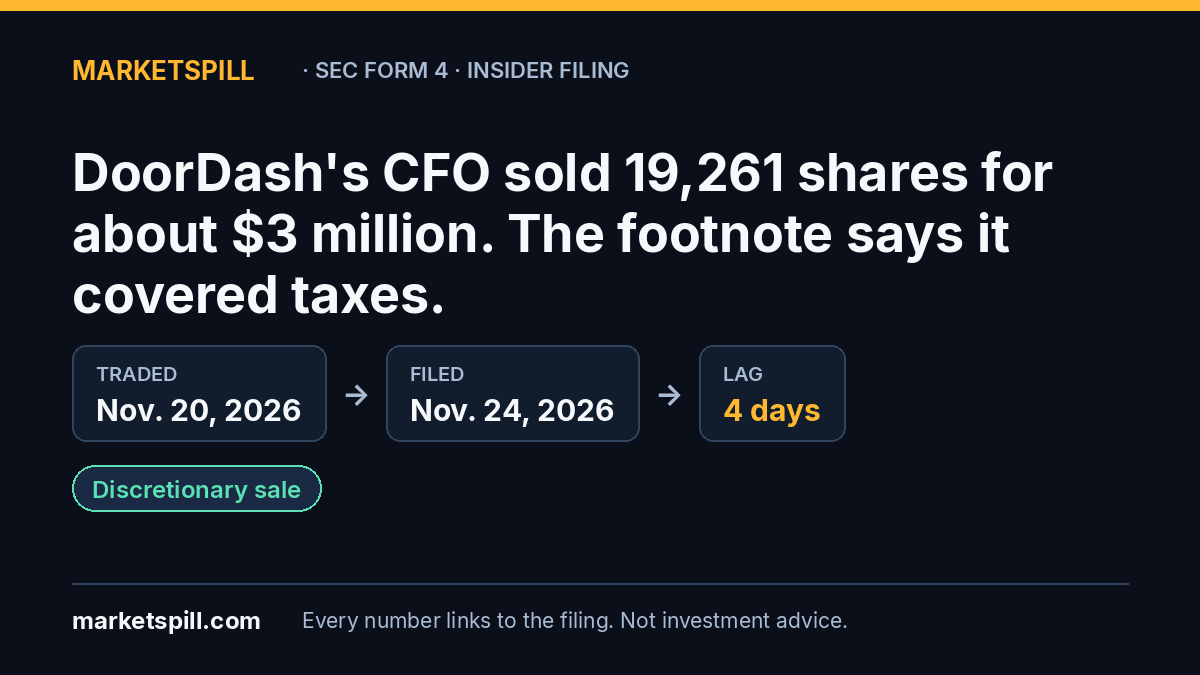 MARKETSPILL · SEC FORM 4 · INSIDER FILING
DoorDash's CFO sold 19,261 shares for
about $3 million. The footnote says it
covered taxes.
TRADED
Nov. 20, 2026
→
FILED
Nov. 24, 2026
→
LAG
4 days
Discretionary sale
marketspill.com Every number links to the filing. Not investment advice.